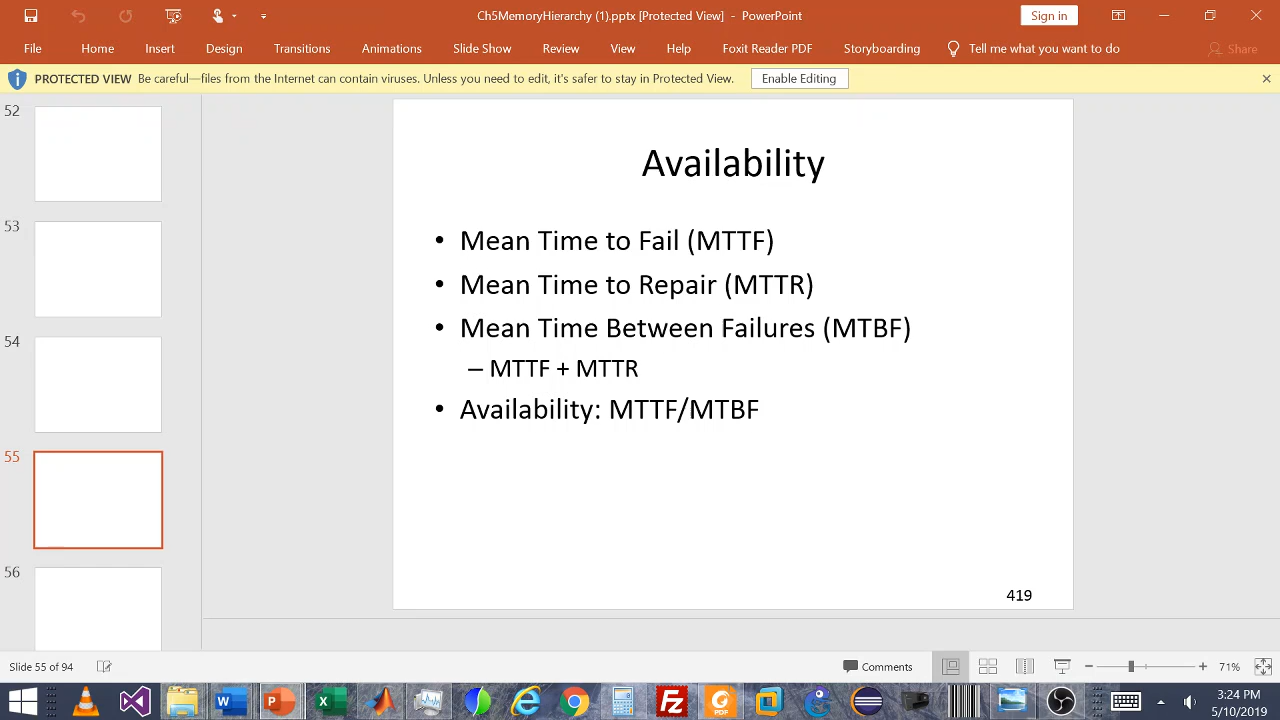 Ch5MemoryHierarchy (1).pptx [Protected View] - PowerPoint
Sign in
File Home Insert Design Transitions Animations Slide Show Review View Help Foxit Reader PDF Storyboarding Tell me what you want to do Share
PROTECTED VIEW Be careful—files from the Internet can contain viruses. Unless you need to edit, it's safer to stay in Protected View. Enable Editing
52
53
54
55
56
Availability
• Mean Time to Fail (MTTF)
• Mean Time to Repair (MTTR)
• Mean Time Between Failures (MTBF)
– MTTF + MTTR
• Availability: MTTF/MTBF
419
Slide 55 of 94 Comments 71%
3:24 PM
5/10/2019